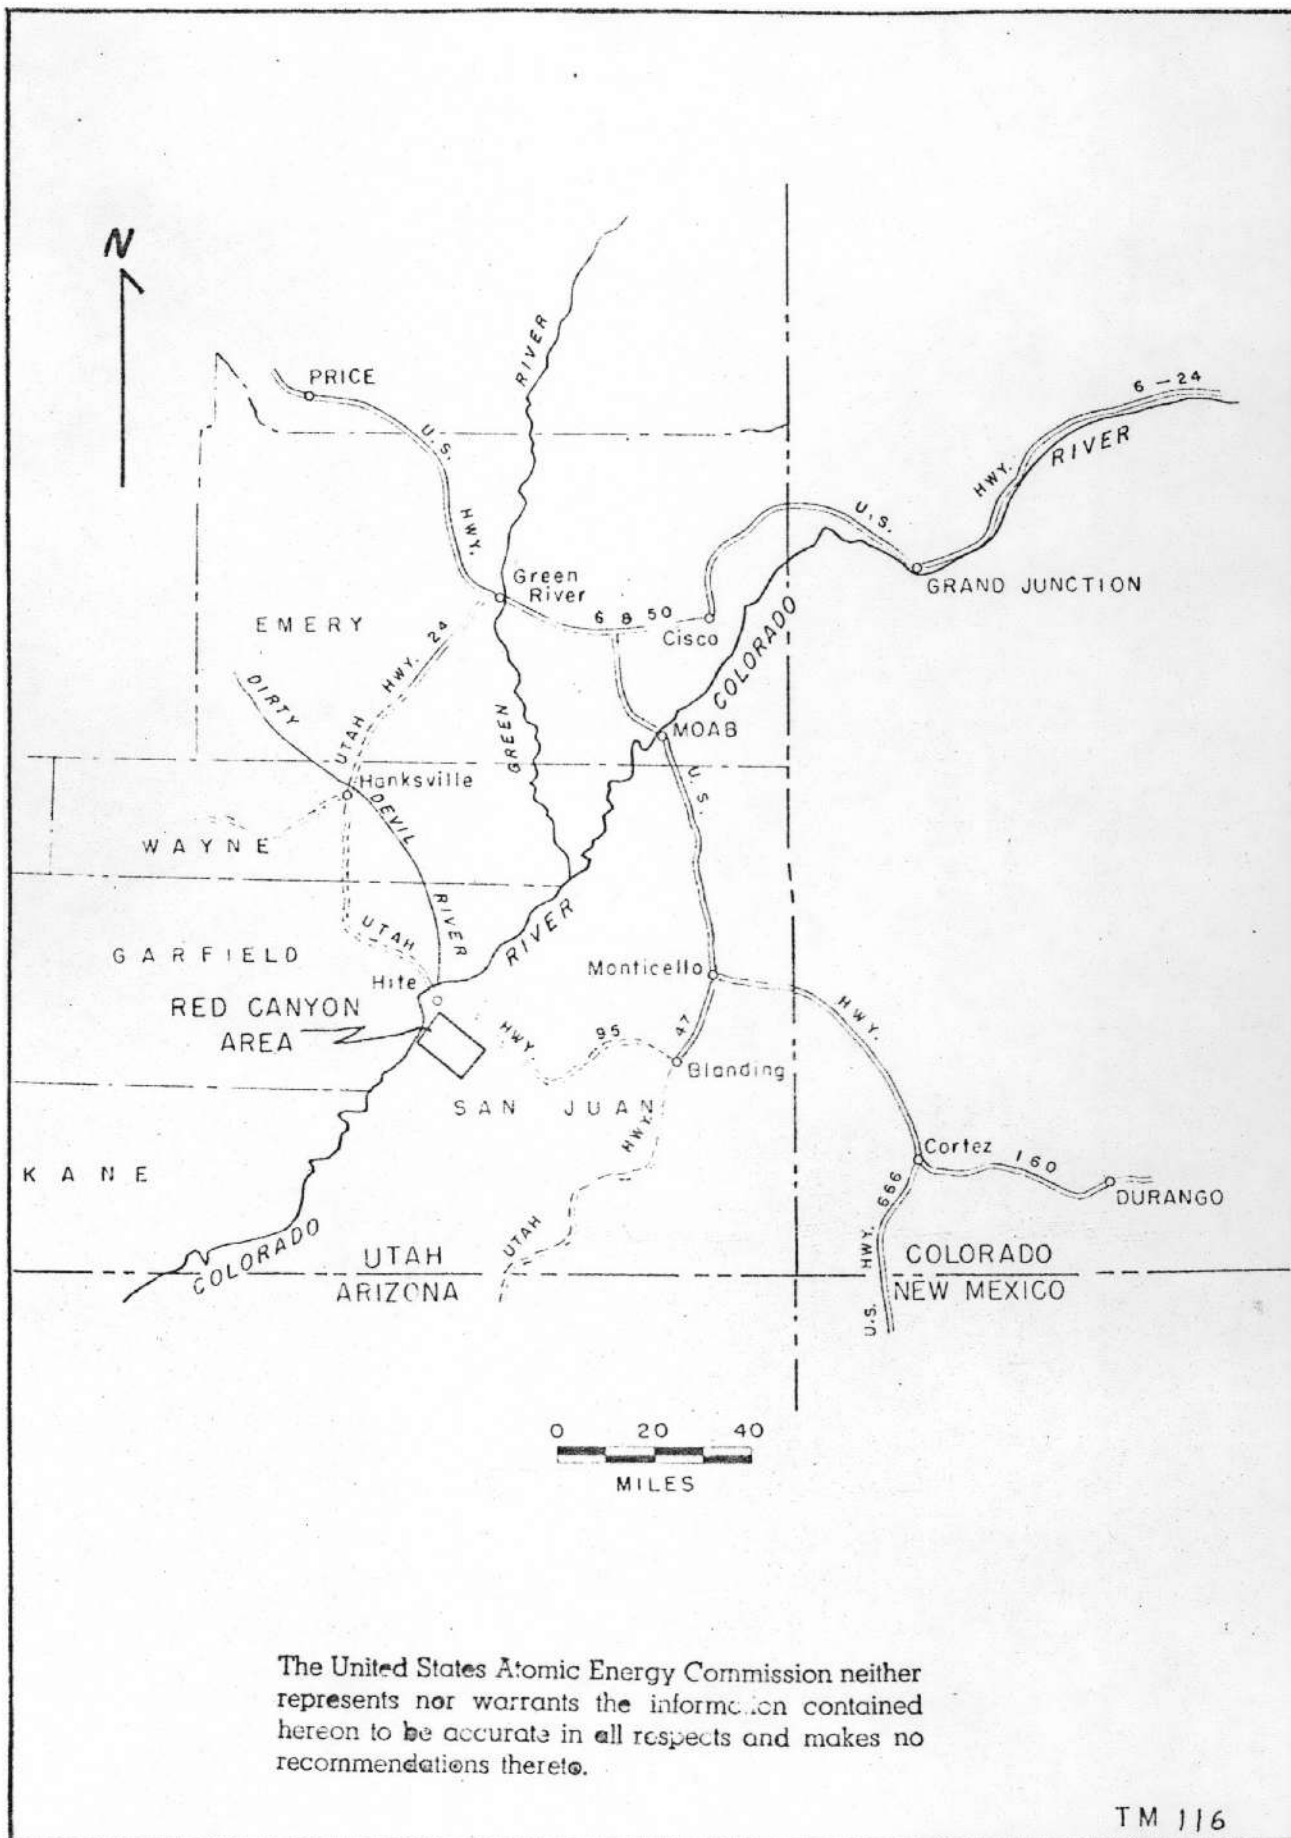 N
RIVER
PRICE
6 - 24
U.S.
HWY.
RIVER
U.S.
HWY.
GRAND JUNCTION
Green
River
6 8 50
Cisco
EMERY
UTAH HWY. 24
COLORADO
DIRTY
GREEN
MOAB
Hanksville
U. S.
DEVIL
WAYNE
RIVER
RIVER
UTAH
GARFIELD
Hite
Monticello
RED CANYON
AREA
HWY. 95
47
HWY.
Blanding
SAN JUAN
HWY.
KANE
Cortez
160
DURANGO
UTAH
COLORADO
U.S. HWY. 666
UTAH
ARIZONA
COLORADO
NEW MEXICO
0 20 40
MILES
The United States Atomic Energy Commission neither
represents nor warrants the information contained
hereon to be accurate in all respects and makes no
recommendations thereto.
TM 116